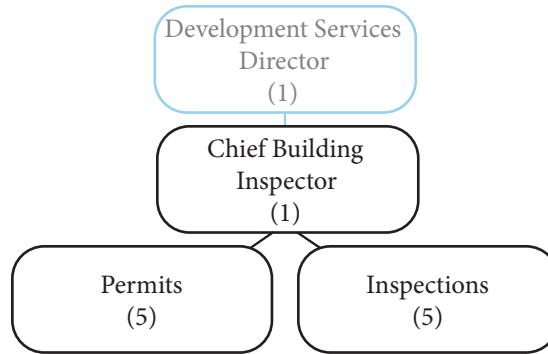 Development Services
Director
(1)
Chief Building
Inspector
(1)
Permits
(5)
Inspections
(5)